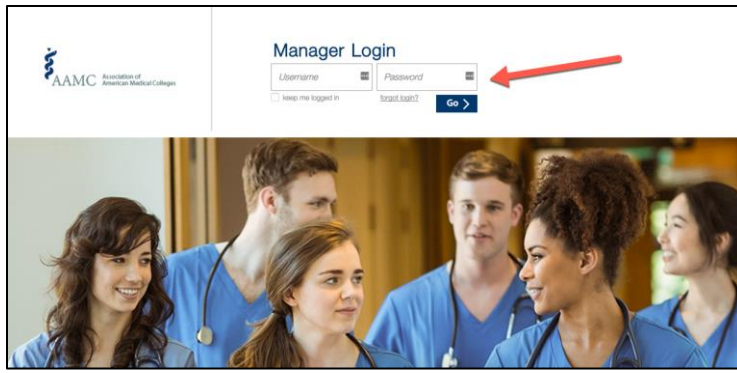 Manager Login
AAMC
Association of
American Medical Colleges
Username
Password
keep me logged in
forgot login?
Go